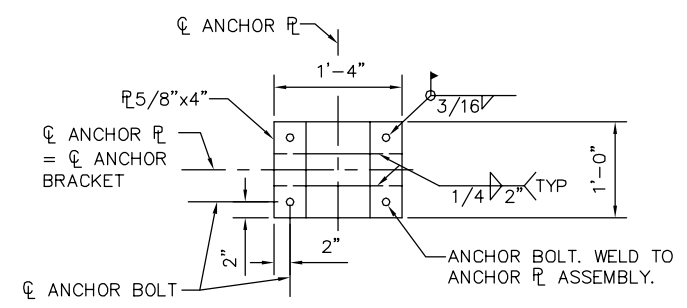 ℄ ANCHOR ⅊
1'-4"
⅊5/8"x4"
3/16
℄ ANCHOR ⅊
= ℄ ANCHOR
BRACKET
1'-0"
1/4 2" TYP
2"
2"
ANCHOR BOLT. WELD TO
ANCHOR ⅊ ASSEMBLY.
℄ ANCHOR BOLT